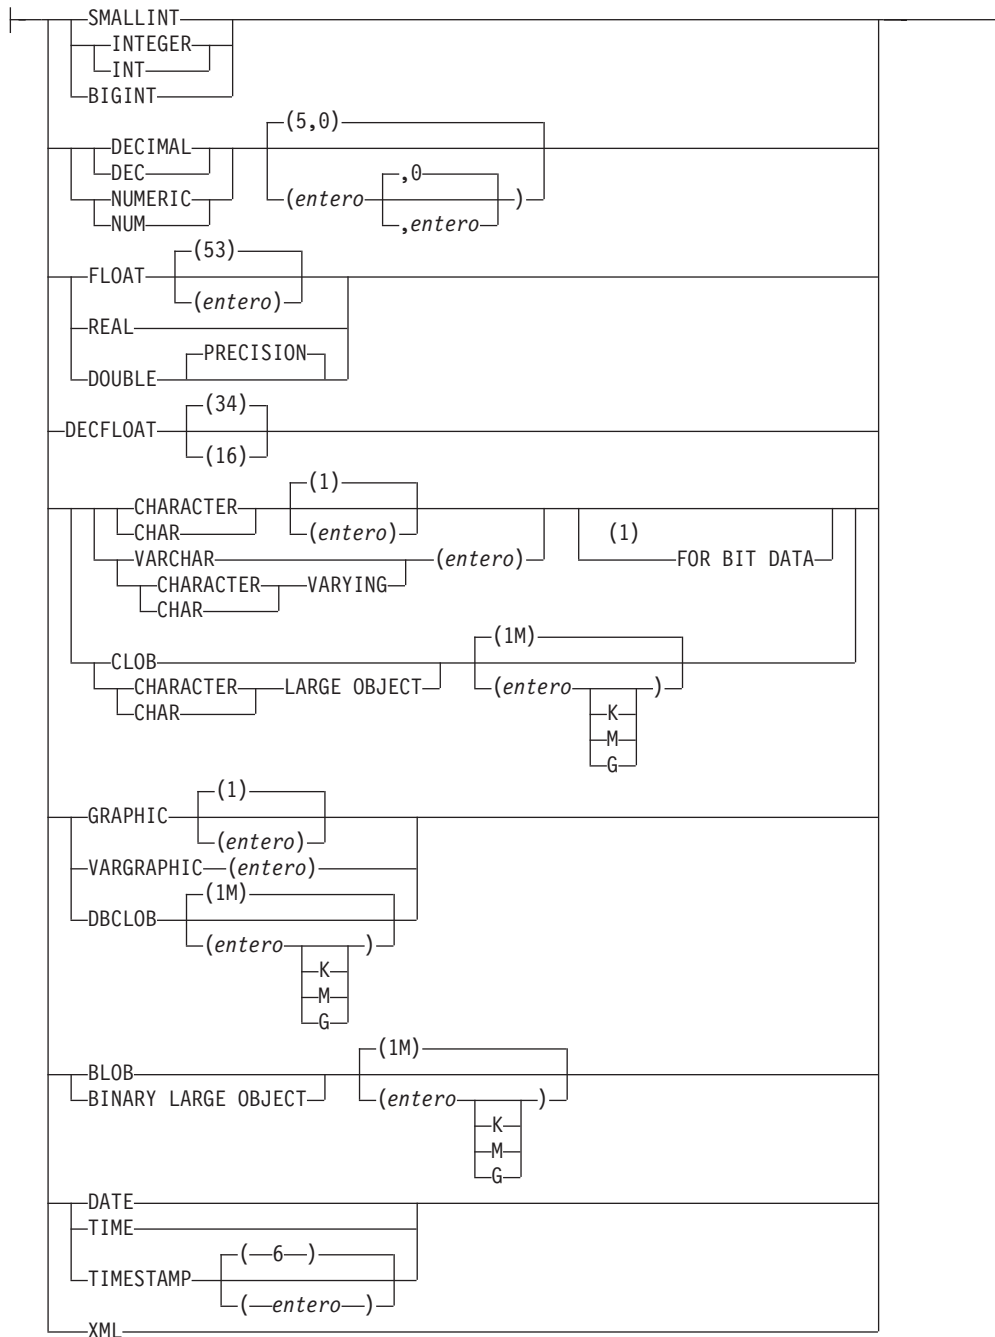 SMALLINT
INTEGER
INT
BIGINT
(5,0)
DECIMAL
DEC
,0
NUMERIC
(entero )
NUM
,entero
(53)
FLOAT
(entero)
REAL
PRECISION
DOUBLE
(34)
DECFLOAT
(16)
(1)
CHARACTER
CHAR
(entero)
(1)
VARCHAR
(entero)
FOR BIT DATA
CHARACTER VARYING
CHAR
(1M)
CLOB
CHARACTER LARGE OBJECT
(entero )
CHAR
K
M
G
(1)
GRAPHIC
(entero)
VARGRAPHIC (entero)
(1M)
DBCLOB
(entero )
K
M
G
(1M)
BLOB
BINARY LARGE OBJECT
(entero )
K
M
G
DATE
TIME
( 6 )
TIMESTAMP
( entero )
XML